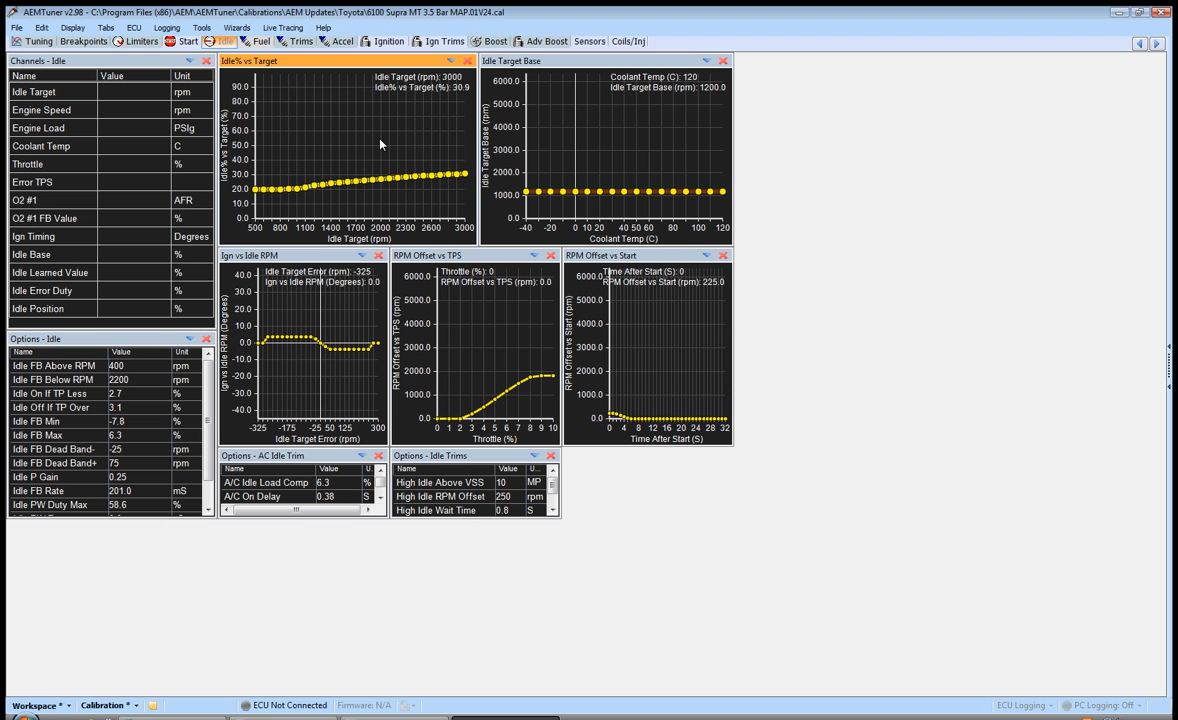 AEMTuner v2.98 - C:\Program Files (x86)\AEM\AEMTuner\Calibrations\AEM Updates\Toyota\6100 Supra MT 3.5 Bar MAP.01V24.cal
File Edit Display Tabs ECU Logging Tools Wizards Live Tracing Help
Tuning Breakpoints Limiters Start Idle Fuel Trims Accel Ignition Ign Trims Boost Adv Boost Sensors Coils/Inj
Channels - Idle
Name Value Unit
Idle Target rpm
Engine Speed rpm
Engine Load PSIg
Coolant Temp C
Throttle %
Error TPS
O2 #1 AFR
O2 #1 FB Value %
Ign Timing Degrees
Idle Base %
Idle Learned Value %
Idle Error Duty %
Idle Position %
Idle% vs Target
Idle Target (rpm): 3000
Idle% vs Target (%): 30.9
Idle% vs Target (%)
90.0
80.0
70.0
60.0
50.0
40.0
30.0
20.0
10.0
0.0
500 800 1100 1400 1700 2000 2300 2600 3000
Idle Target (rpm)
Idle Target Base
Coolant Temp (C): 120
Idle Target Base (rpm): 1200.0
Idle Target Base (rpm)
6000.0
5000.0
4000.0
3000.0
2000.0
1000.0
0.0
-40 -20 0 10 20 40 50 60 80 100 120
Coolant Temp (C)
Ign vs Idle RPM
Idle Target Error (rpm): -325
Ign vs Idle RPM (Degrees): 0.0
Ign vs Idle RPM (Degrees)
40.0
30.0
20.0
10.0
0.0
-10.0
-20.0
-30.0
-40.0
-325 -175 -25 50 125 300
Idle Target Error (rpm)
RPM Offset vs TPS
Throttle (%): 0
RPM Offset vs TPS (rpm): 0.0
RPM Offset vs TPS (rpm)
6000.0
5000.0
4000.0
3000.0
2000.0
1000.0
0.0
0 1 2 3 4 5 6 7 8 9 10
Throttle (%)
RPM Offset vs Start
Time After Start (S): 0
RPM Offset vs Start (rpm): 225.0
RPM Offset vs Start (rpm)
6000.0
5000.0
4000.0
3000.0
2000.0
1000.0
0.0
0 4 8 12 16 20 24 28 32
Time After Start (S)
Options - Idle
Name Value Unit
Idle FB Above RPM 400 rpm
Idle FB Below RPM 2200 rpm
Idle On If TP Less 2.7 %
Idle Off If TP Over 3.1 %
Idle FB Min -7.8 %
Idle FB Max 6.3 %
Idle FB Dead Band- -25 rpm
Idle FB Dead Band+ 75 rpm
Idle P Gain 0.25
Idle FB Rate 201.0 mS
Idle PW Duty Max 58.6 %
Options - AC Idle Trim
Name Value U.
A/C Idle Load Comp 6.3 %
A/C On Delay 0.38 S
Options - Idle Trims
Name Value U...
High Idle Above VSS 10 MP
High Idle RPM Offset 250 rpm
High Idle Wait Time 0.8 S
Workspace * Calibration * ECU Not Connected Firmware: N/A ECU Logging PC Logging: Off